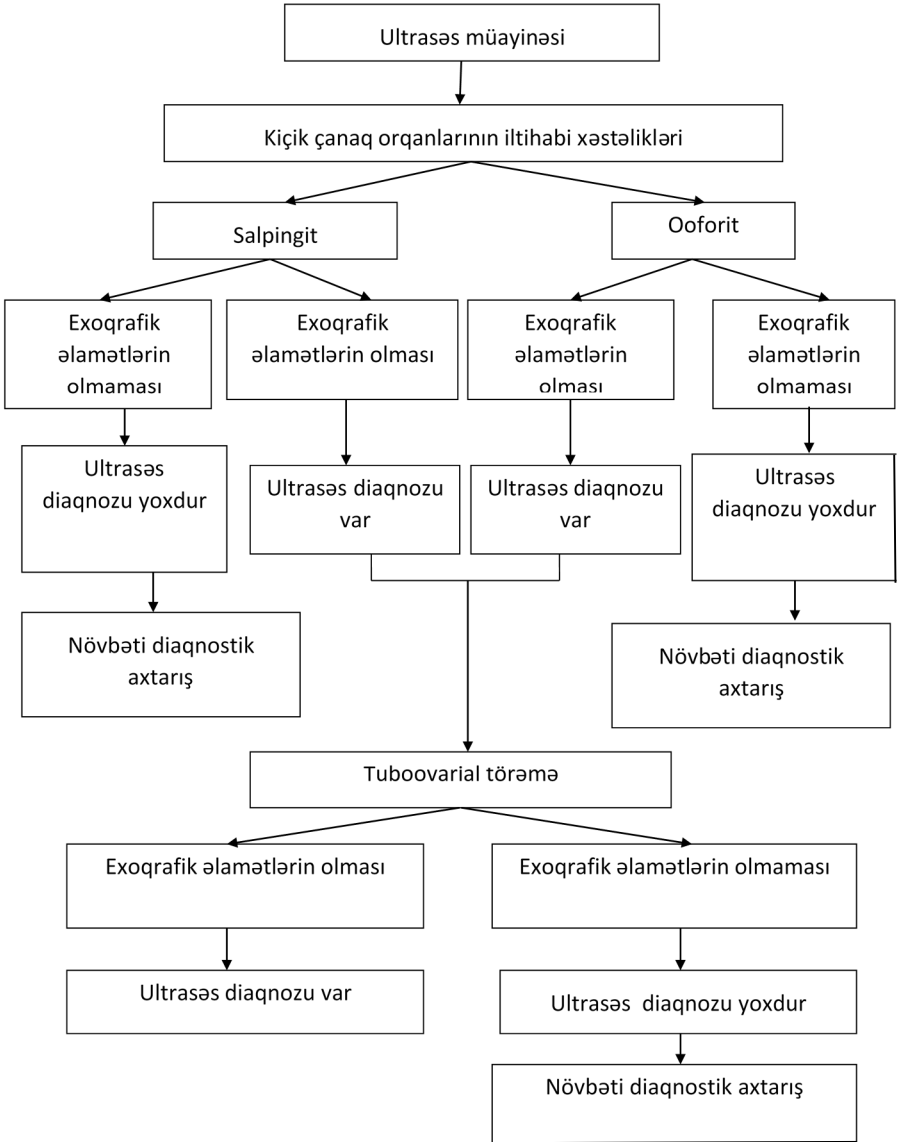 Ultrasəs müayinəsi
Kiçik çanaq orqanlarının iltihabi xəstəlikləri
Salpingit
Ooforit
Exoqrafik
əlamətlərin
olmaması
Exoqrafik
əlamətlərin olması
Exoqrafik
əlamətlərin
olması
Exoqrafik
əlamətlərin
olmaması
Ultrasəs
diaqnozu yoxdur
Ultrasəs diaqnozu
var
Ultrasəs diaqnozu
var
Ultrasəs
diaqnozu yoxdur
Növbəti diaqnostik
axtarış
Növbəti diaqnostik
axtarış
Tuboovarial törəmə
Exoqrafik əlamətlərin olması
Exoqrafik əlamətlərin olmaması
Ultrasəs diaqnozu var
Ultrasəs  diaqnozu yoxdur
Növbəti diaqnostik axtarış